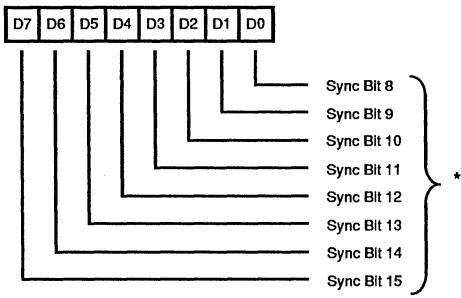 D7 D6 D5 D4 D3 D2 D1 D0
Sync Bit 8
Sync Bit 9
Sync Bit 10
Sync Bit 11
*
Sync Bit 12
Sync Bit 13
Sync Bit 14
Sync Bit 15